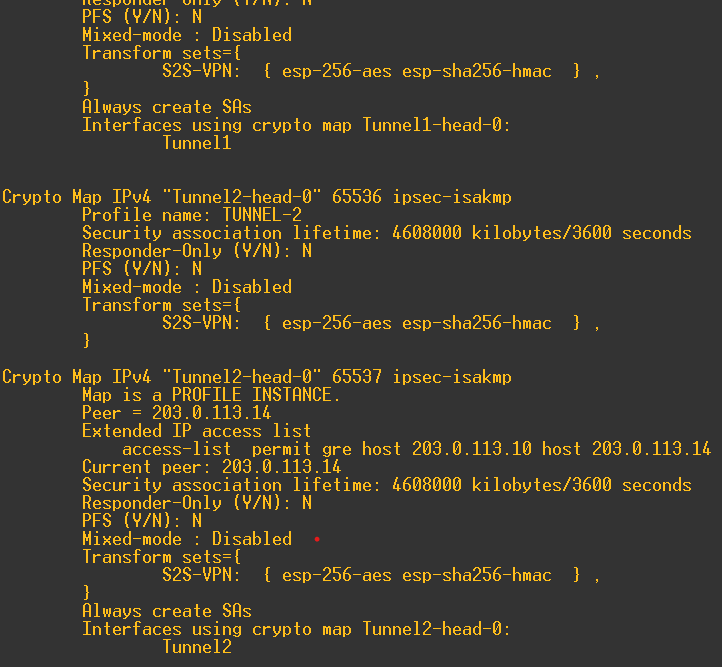 Responder-Only (Y/N): N
PFS (Y/N): N
Mixed-mode : Disabled
Transform sets={
S2S-VPN:  { esp-256-aes esp-sha256-hmac  } ,
}
Always create SAs
Interfaces using crypto map Tunnel1-head-0:
Tunnel1
Crypto Map IPv4 "Tunnel2-head-0" 65536 ipsec-isakmp
Profile name: TUNNEL-2
Security association lifetime: 4608000 kilobytes/3600 seconds
Responder-Only (Y/N): N
PFS (Y/N): N
Mixed-mode : Disabled
Transform sets={
S2S-VPN:  { esp-256-aes esp-sha256-hmac  } ,
}
Crypto Map IPv4 "Tunnel2-head-0" 65537 ipsec-isakmp
Map is a PROFILE INSTANCE.
Peer = 203.0.113.14
Extended IP access list
access-list  permit gre host 203.0.113.10 host 203.0.113.14
Current peer: 203.0.113.14
Security association lifetime: 4608000 kilobytes/3600 seconds
Responder-Only (Y/N): N
PFS (Y/N): N
Mixed-mode : Disabled
Transform sets={
S2S-VPN:  { esp-256-aes esp-sha256-hmac  } ,
}
Always create SAs
Interfaces using crypto map Tunnel2-head-0:
Tunnel2